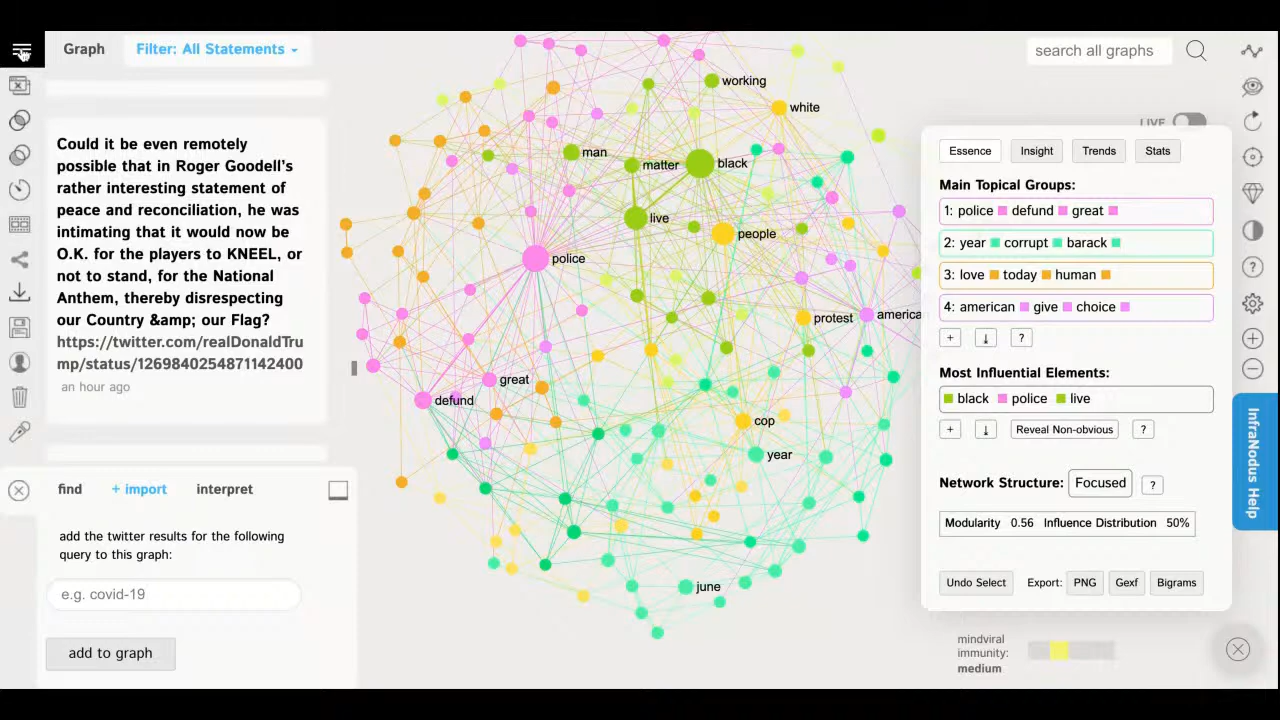 Graph
Filter: All Statements
search all graphs
Could it be even remotely
possible that in Roger Goodell's
rather interesting statement of
peace and reconciliation, he was
intimating that it would now be
O.K. for the players to KNEEL, or
not to stand, for the National
Anthem, thereby disrespecting
our Country &amp; our Flag?
https://twitter.com/realDonaldTru
mp/status/1269840254871142400
an hour ago
find
+ import
interpret
add the twitter results for the following
query to this graph:
e.g. covid-19
add to graph
working
white
man
matter
black
live
people
police
protest
american
great
defund
cop
year
june
LIVE
Essence
Insight
Trends
Stats
Main Topical Groups:
1: police defund great
2: year corrupt barack
3: love today human
4: american give choice
+
?
Most Influential Elements:
black police live
+
Reveal Non-obvious
?
Network Structure: Focused ?
Modularity 0.56 Influence Distribution 50%
Undo Select
Export: PNG Gexf Bigrams
mindviral
immunity:
medium
InfraNodus Help